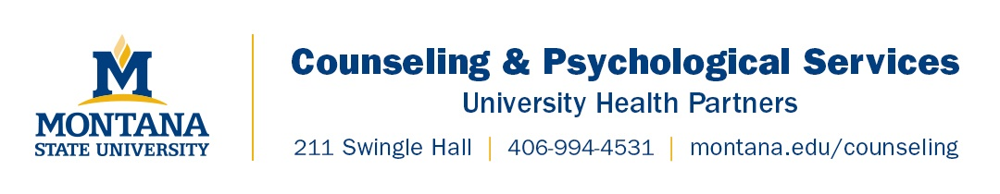 M
MONTANA
STATE UNIVERSITY
Counseling & Psychological Services
University Health Partners
211 Swingle Hall | 406-994-4531 | montana.edu/counseling